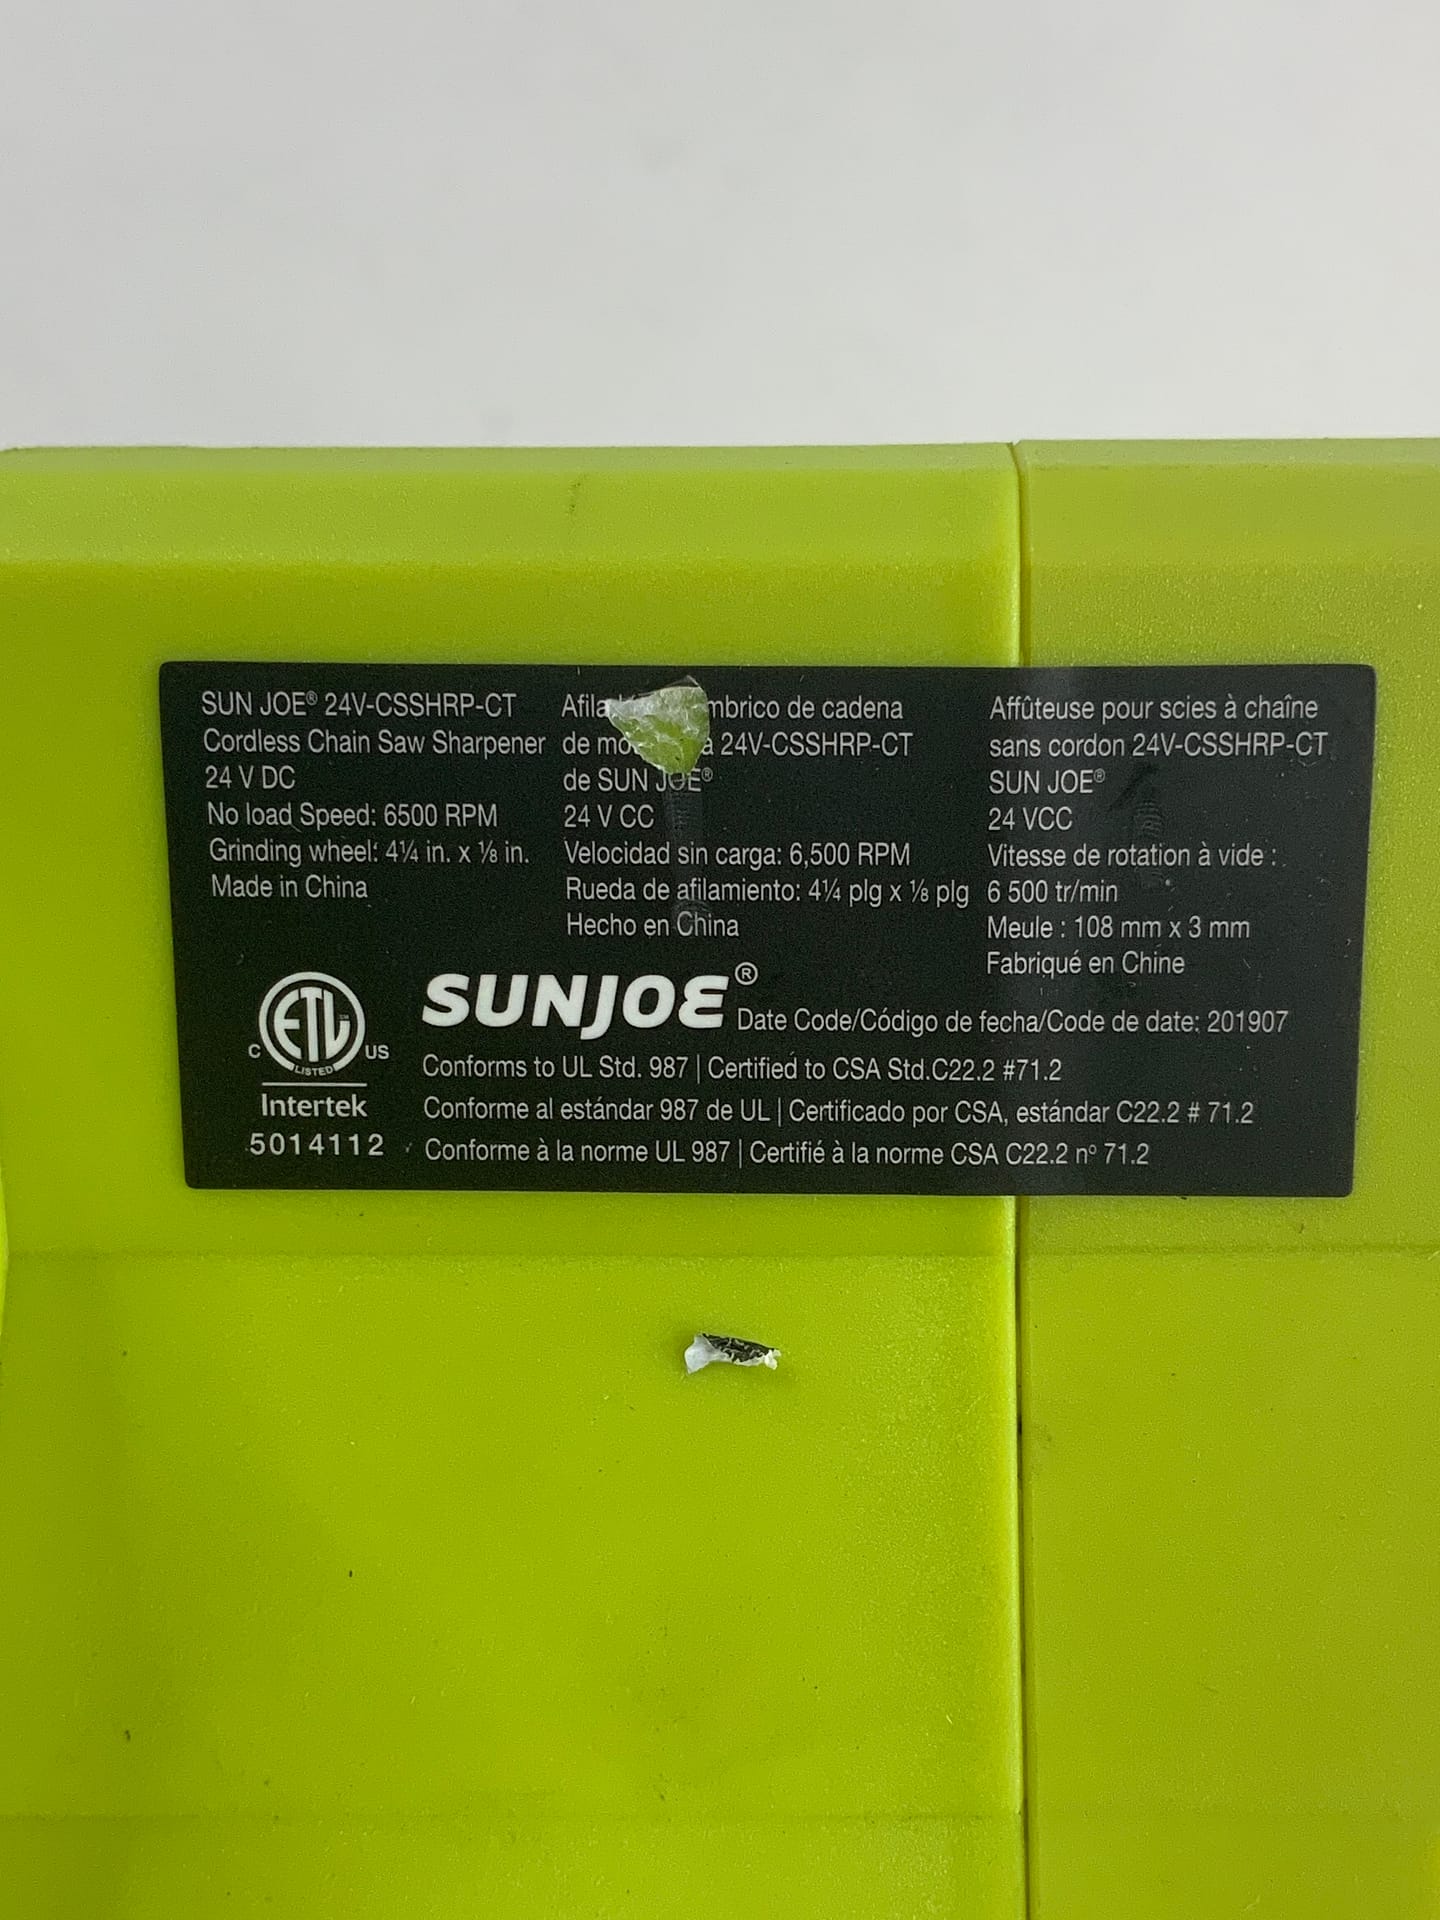 SUN JOE® 24V-CSSHRP-CT
Cordless Chain Saw Sharpener
24 V DC
No load Speed: 6500 RPM
Grinding wheel: 4¼ in. x ⅛ in.
Made in China
de cadena
de 24V-CSSHRP-CT
de SUN JOE®
24 V CC
Velocidad sin carga: 6,500 RPM
Rueda de afilamiento: 4¼ plg x ⅛ plg
Hecho en China
Affûteuse pour scies à chaîne
sans cordon 24V-CSSHRP-CT
SUN JOE®
24 VCC
Vitesse de rotation à vide :
6 500 tr/min
Meule : 108 mm x 3 mm
Fabriqué en Chine
C ETL US
LISTED
Intertek
5014112
SUNJOE®
Date Code/Código de fecha/Code de date: 201907
Conforms to UL Std. 987 | Certified to CSA Std.C22.2 #71.2
Conforme al estándar 987 de UL | Certificado por CSA, estándar C22.2 # 71.2
Conforme à la norme UL 987 | Certifié à la norme CSA C22.2 nº 71.2